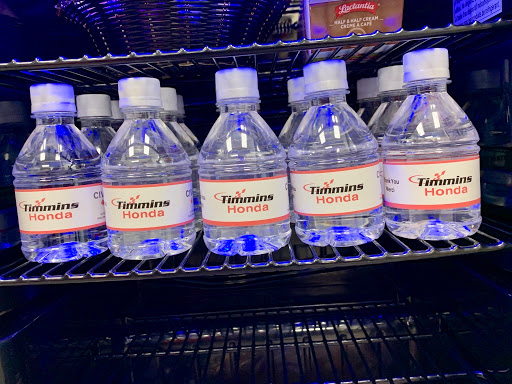 Lactantia
HALF & HALF CREAM
CRÈME À CAFÉ
Timmins
Honda
Timmins
Honda
Timmins
Honda
Timmins
Honda
Timmins
Honda